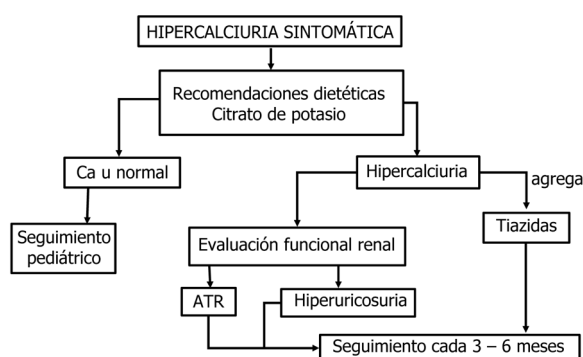 HIPERCALCIURIA SINTOMÁTICA
Recomendaciones dietéticas
Citrato de potasio
Ca u normal
Hipercalciuria
agrega
Seguimiento
pediátrico
Evaluación funcional renal
Tiazidas
ATR
Hiperuricosuria
Seguimiento cada 3 – 6 meses